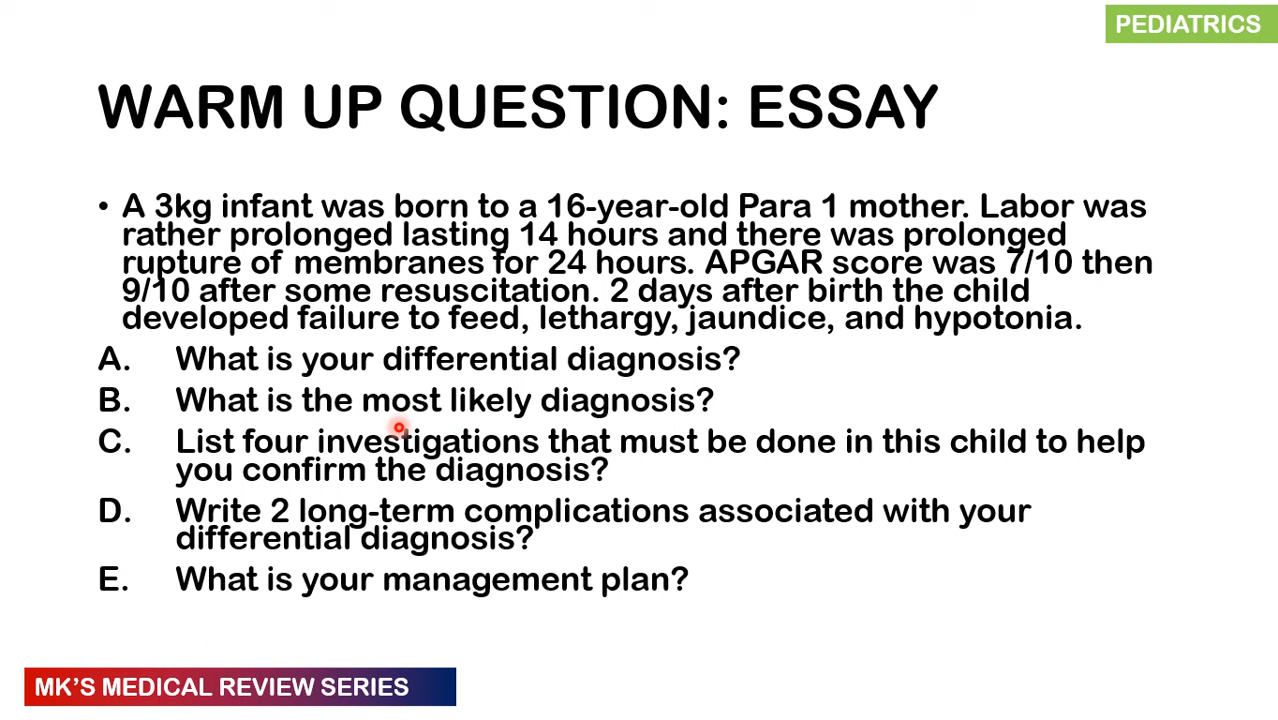 PEDIATRICS
WARM UP QUESTION: ESSAY
• A 3kg infant was born to a 16-year-old Para 1 mother. Labor was
rather prolonged lasting 14 hours and there was prolonged
rupture of membranes for 24 hours. APGAR score was 7/10 then
9/10 after some resuscitation. 2 days after birth the child
developed failure to feed, lethargy, jaundice, and hypotonia.
A. What is your differential diagnosis?
B. What is the most likely diagnosis?
C. List four investigations that must be done in this child to help
you confirm the diagnosis?
D. Write 2 long-term complications associated with your
differential diagnosis?
E. What is your management plan?
MK'S MEDICAL REVIEW SERIES